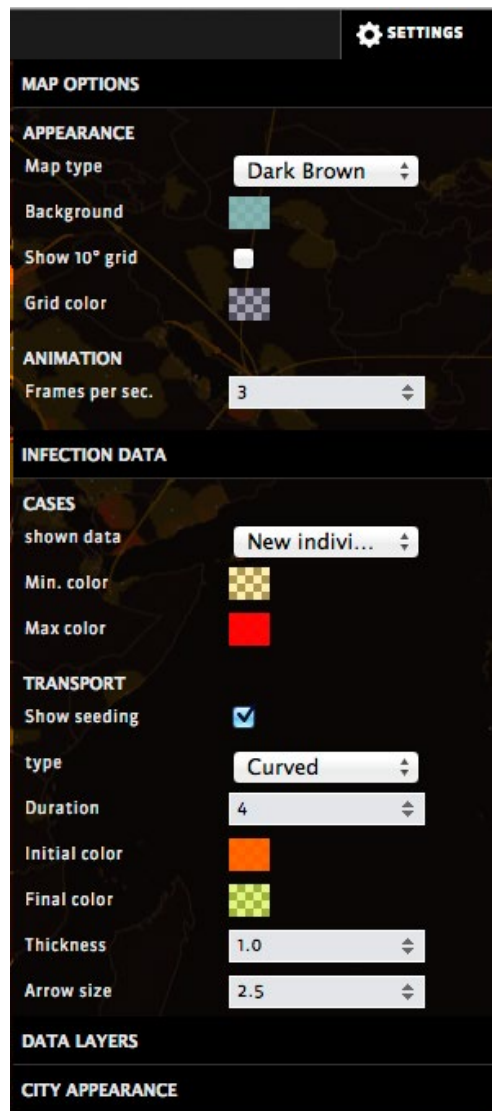 SETTINGS
MAP OPTIONS
APPEARANCE
Map type Dark Brown
Background
Show 10° grid
Grid color
ANIMATION
Frames per sec. 3
INFECTION DATA
CASES
shown data New indivi...
Min. color
Max color
TRANSPORT
Show seeding
type Curved
Duration 4
Initial color
Final color
Thickness 1.0
Arrow size 2.5
DATA LAYERS
CITY APPEARANCE